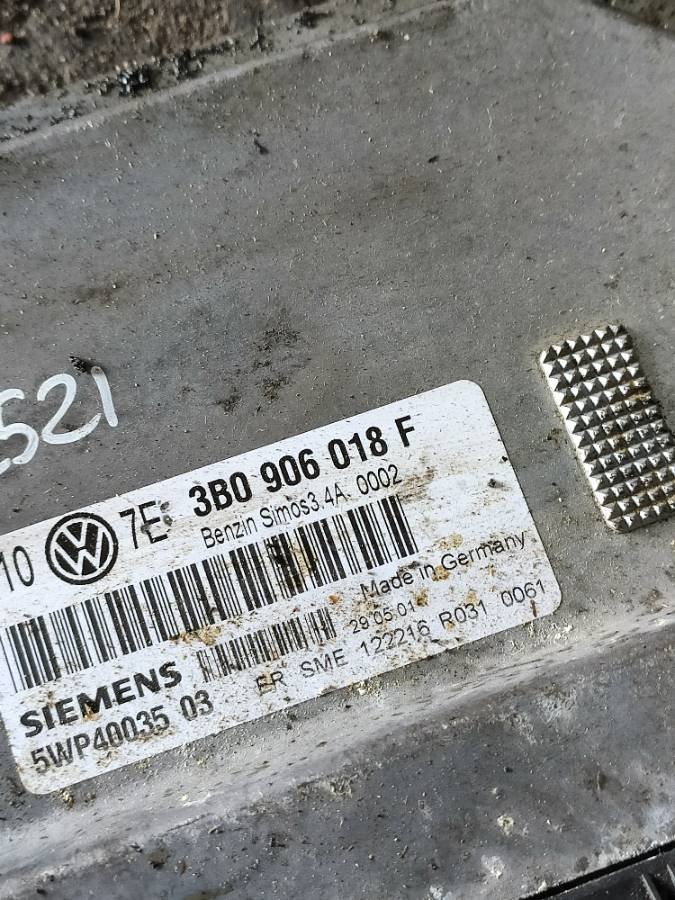 521
10 7E 3B0 906 018 F
Benzin Simos3.4A 0002
Made in Germany
SIEMENS 29.05.01
5WP40035 03 ER SME 122216 R031 0061